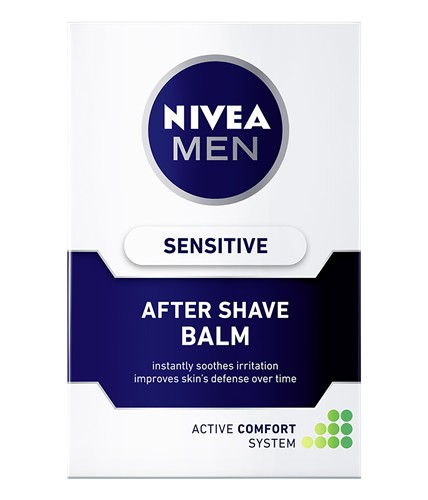 NIVEA
MEN
SENSITIVE
AFTER SHAVE
BALM
instantly soothes irritation
improves skin's defense over time
ACTIVE COMFORT
SYSTEM